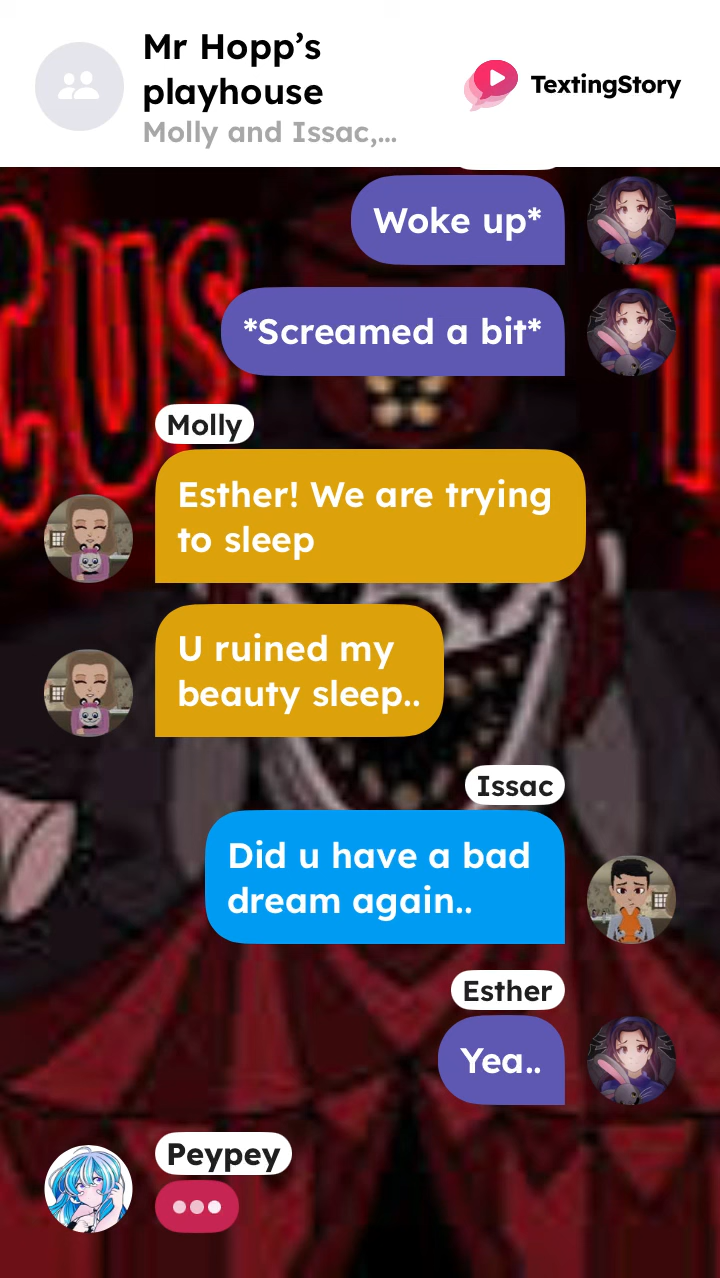 Mr Hopp’s
playhouse
Molly and Issac,...
TextingStory
Woke up*
*Screamed a bit*
Molly
Esther! We are trying
to sleep
U ruined my
beauty sleep..
Issac
Did u have a bad
dream again..
Esther
Yea..
Peypey
CUS
T